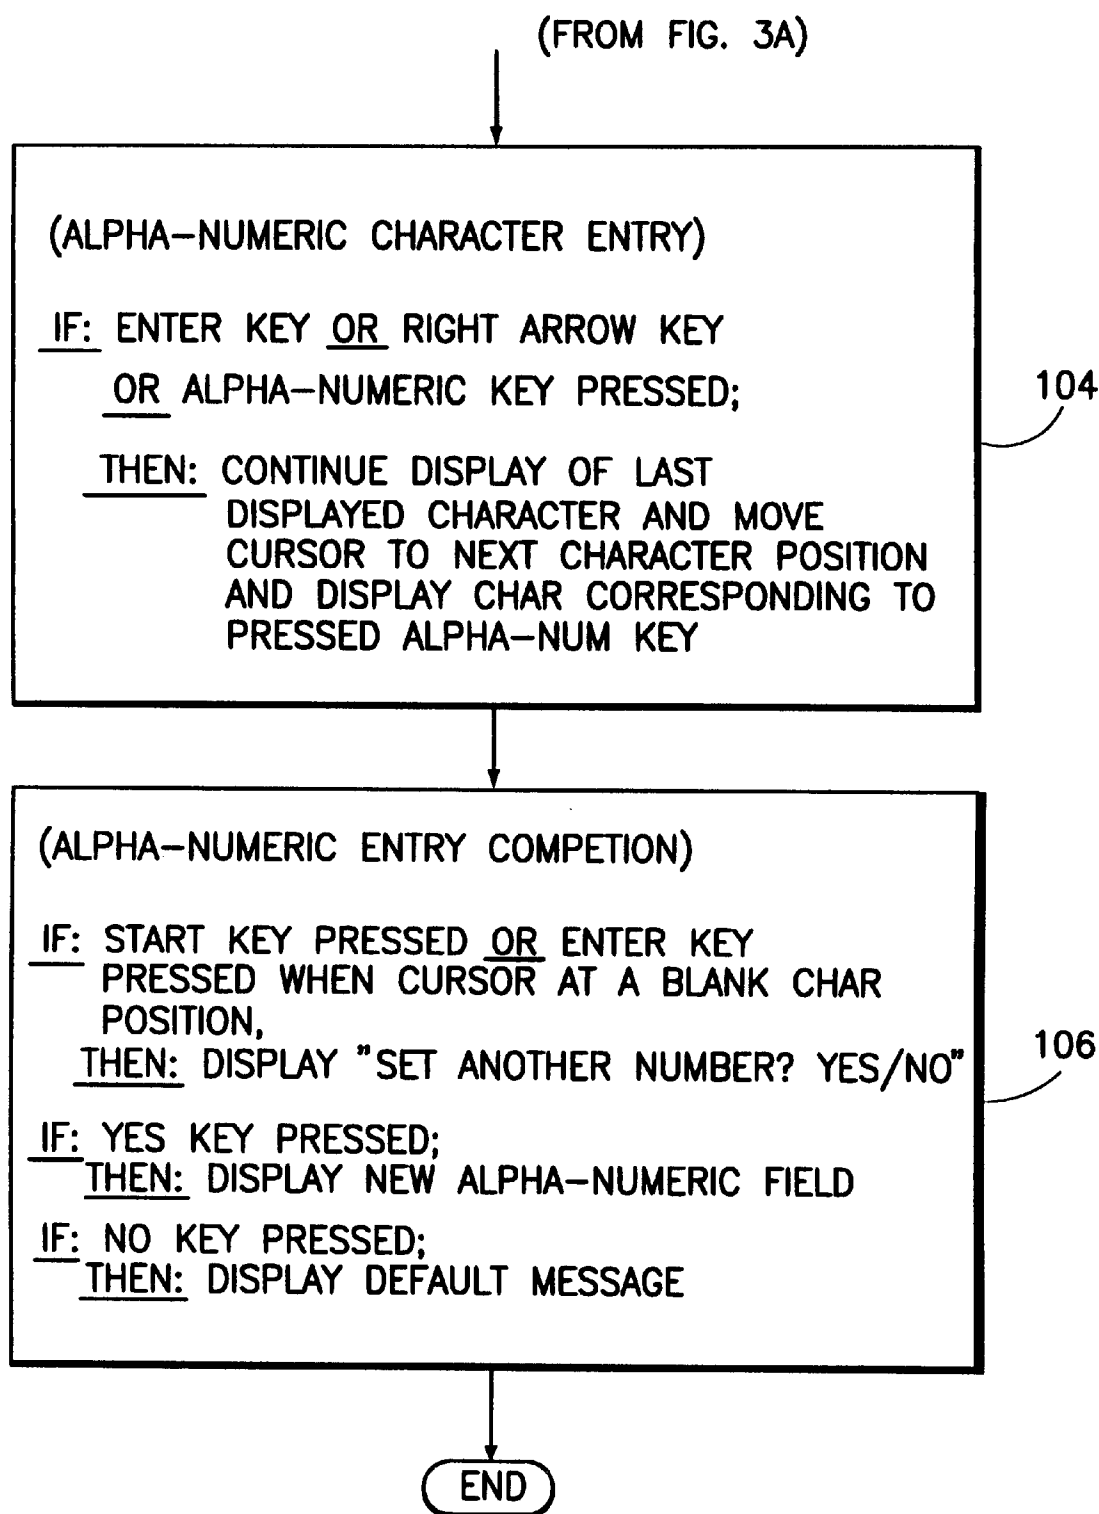 (FROM FIG. 3A)
(ALPHA-NUMERIC CHARACTER ENTRY)
IF: ENTER KEY OR RIGHT ARROW KEY
OR ALPHA-NUMERIC KEY PRESSED;
104
THEN: CONTINUE DISPLAY OF LAST
DISPLAYED CHARACTER AND MOVE
CURSOR TO NEXT CHARACTER POSITION
AND DISPLAY CHAR CORRESPONDING TO
PRESSED ALPHA-NUM KEY
(ALPHA-NUMERIC ENTRY COMPETION)
IF: START KEY PRESSED OR ENTER KEY
PRESSED WHEN CURSOR AT A BLANK CHAR
POSITION,
THEN: DISPLAY "SET ANOTHER NUMBER? YES/NO"
106
IF: YES KEY PRESSED;
THEN: DISPLAY NEW ALPHA-NUMERIC FIELD
IF: NO KEY PRESSED;
THEN: DISPLAY DEFAULT MESSAGE
END